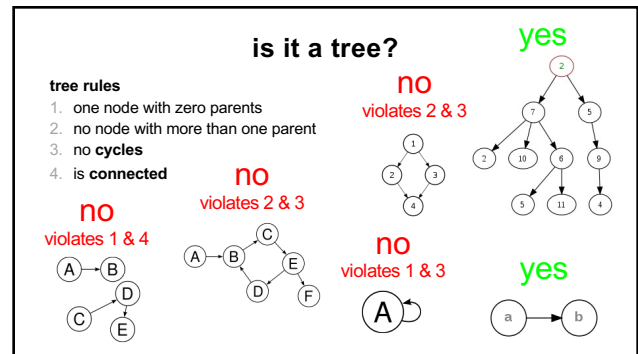 is it a tree?
yes
tree rules
1. one node with zero parents
2. no node with more than one parent
3. no cycles
4. is connected
no
violates 2 & 3
1
2
3
4
2
7
5
2
10
6
9
5
11
4
no
violates 1 & 4
A
B
C
D
E
no
violates 2 & 3
A
B
C
D
E
F
no
violates 1 & 3
A
yes
a
b